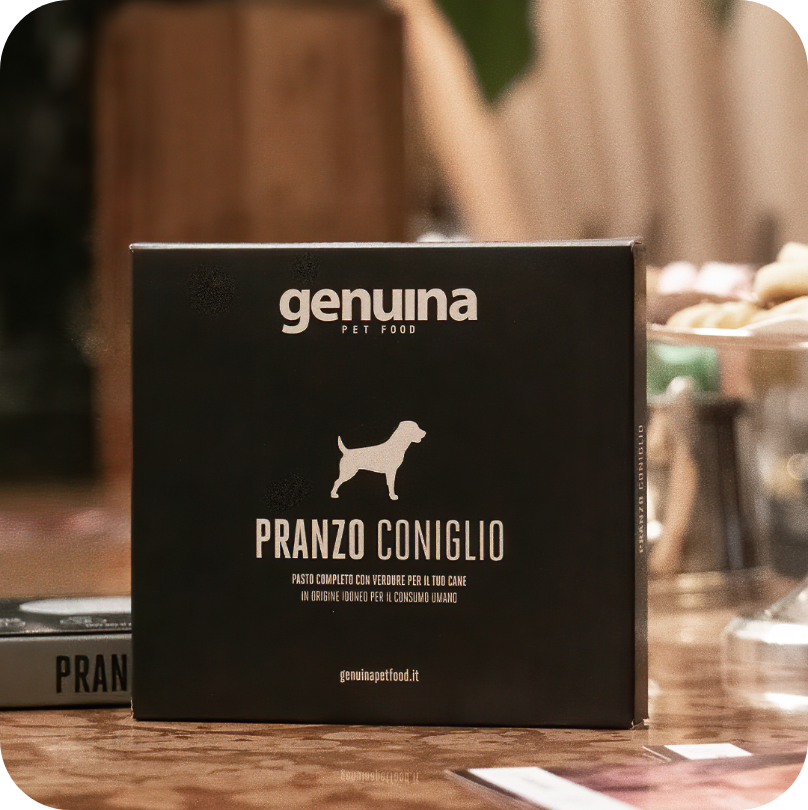 genuina
PET FOOD
PRANZO CONIGLIO
PASTO COMPLETO CON VERDURE PER IL TUO CANE
IN ORIGINE IDONEO PER IL CONSUMO UMANO
genuinapetfood.it
PRANZO CONIGLIO
PRAN